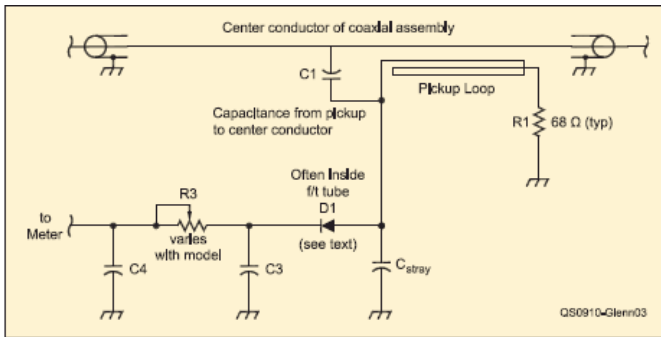 Center conductor of coaxial assembly
C1
Pickup Loop
Capacitance from pickup
to center conductor
R1
68 Ω (typ)
Often Inside
f/t tube
R3
D1
to
Meter
varies
with model
(see text)
C4
C3
Cstray
QS0910-Glenn03